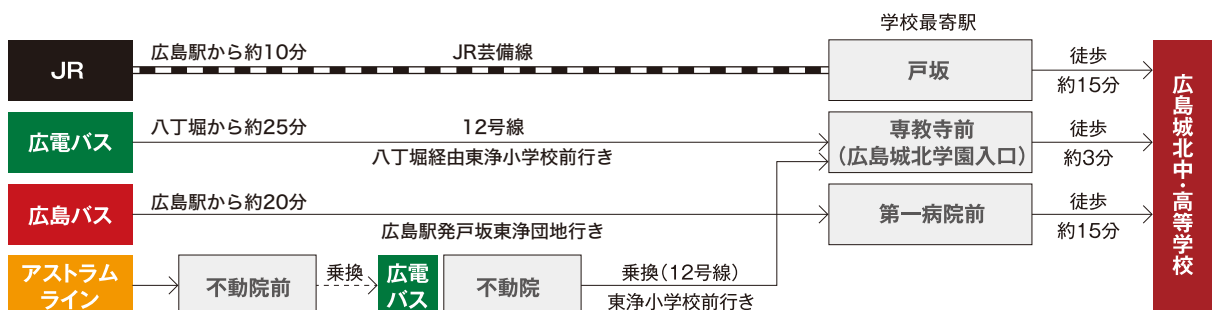 学校最寄駅
JR
広島駅から約10分
JR芸備線
戸坂
徒歩
約15分
広電バス
八丁堀から約25分
12号線
八丁堀経由東浄小学校前行き
専教寺前
(広島城北学園入口)
徒歩
約3分
広島バス
広島駅から約20分
広島駅発戸坂東浄団地行き
第一病院前
徒歩
約15分
アストラム
ライン
不動院前
乗換
広電
バス
不動院
乗換(12号線)
東浄小学校前行き
広島城北中・高等学校